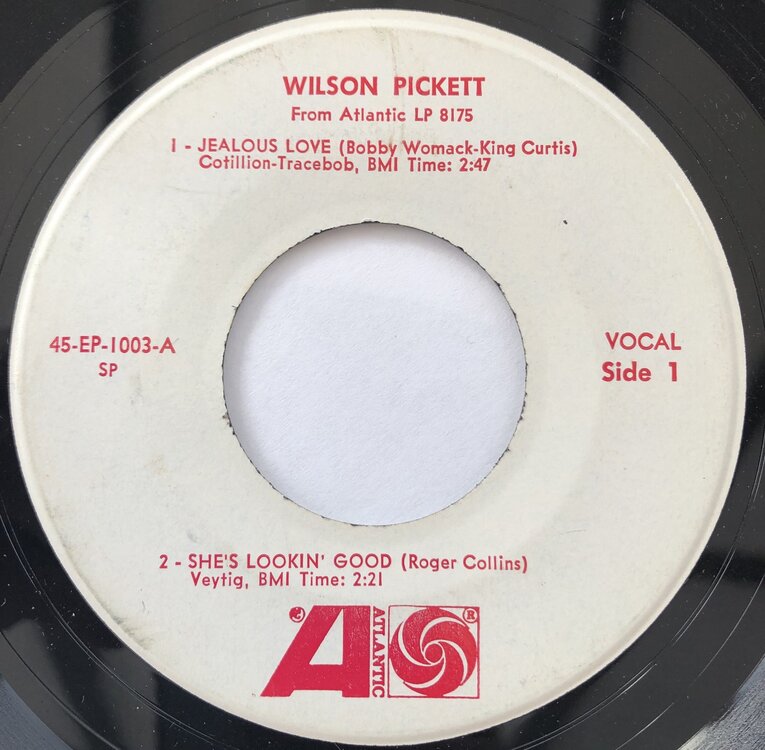 WILSON PICKETT
From Atlantic LP 8175
1 - JEALOUS LOVE (Bobby Womack-King Curtis)
Cotillion-Tracebob, BMI Time: 2:47
45-EP-1003-A
SP
VOCAL
Side 1
2 - SHE'S LOOKIN' GOOD (Roger Collins)
Veytig, BMI Time: 2:21
A
ATLANTIC
®